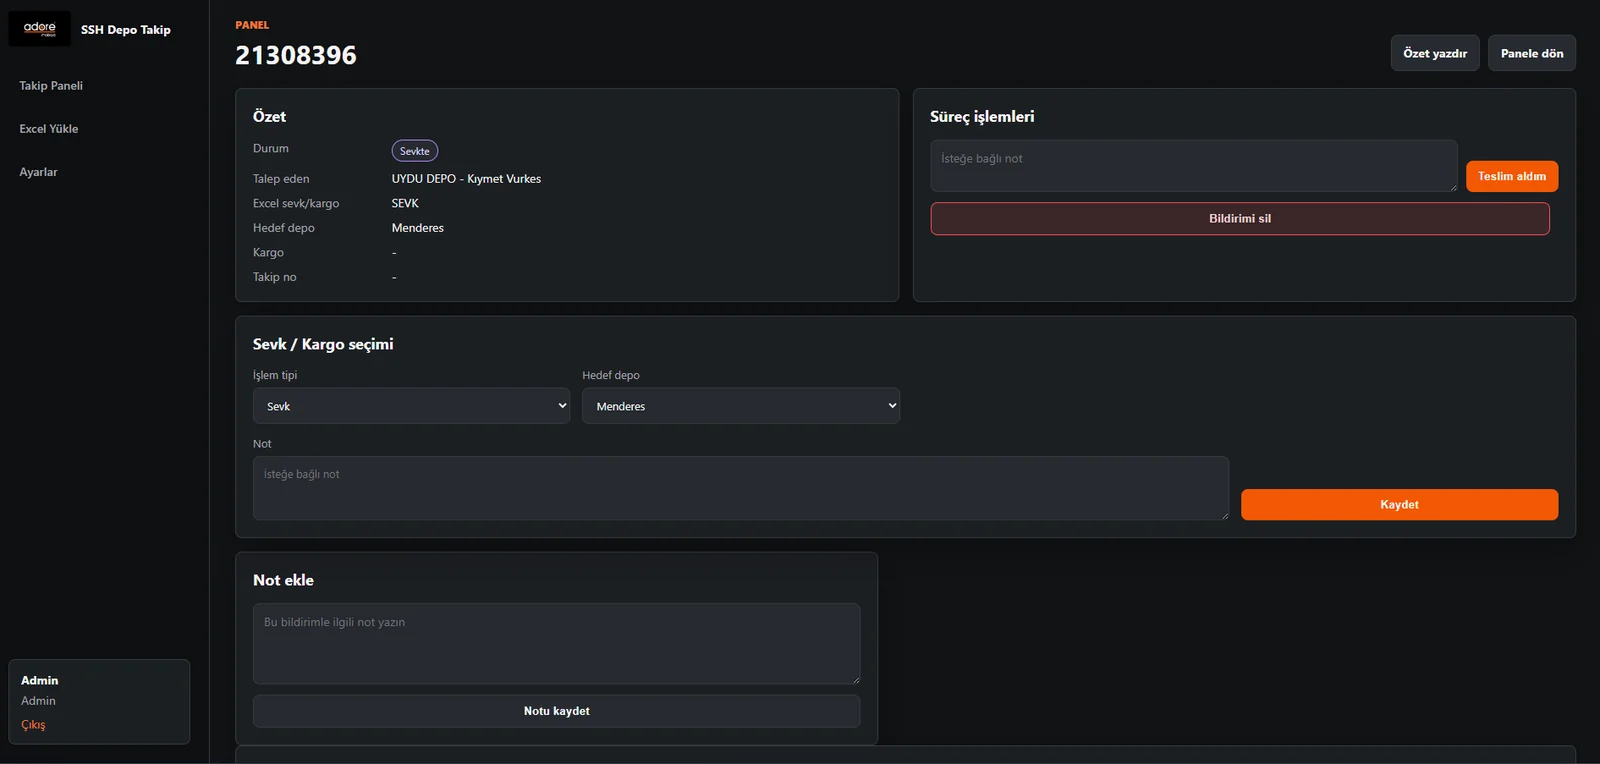 adore
SSH Depo Takip
Takip Paneli
Excel Yükle
Ayarlar
Admin
Admin
Çıkış
PANEL
21308396
Özet yazdır
Panele dön
Özet
Durum
Sevkte
Talep eden
UYDU DEPO - Kıymet Vurkes
Excel sevk/kargo
SEVK
Hedef depo
Menderes
Kargo
-
Takip no
-
Süreç işlemleri
İsteğe bağlı not
Teslim aldım
Bildirimi sil
Sevk / Kargo seçimi
İşlem tipi
Hedef depo
Sevk
Menderes
Not
İsteğe bağlı not
Kaydet
Not ekle
Bu bildirimle ilgili not yazın
Notu kaydet